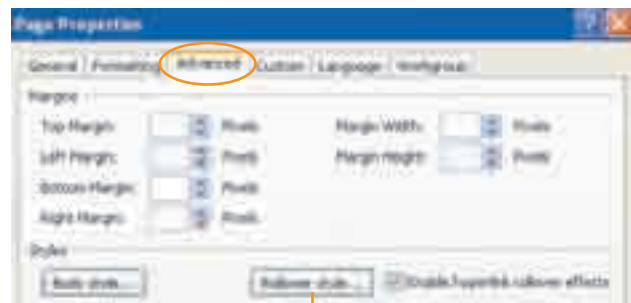 Page Properties
General Formatting Advanced Custom Language Workgroup
Margins
Top Margin: Pixels Margin Width: Pixels
Left Margin: Pixels Margin Height: Pixels
Bottom Margin: Pixels
Right Margin: Pixels
Styles
Body style... Rollover style... Enable hyperlink rollover effects